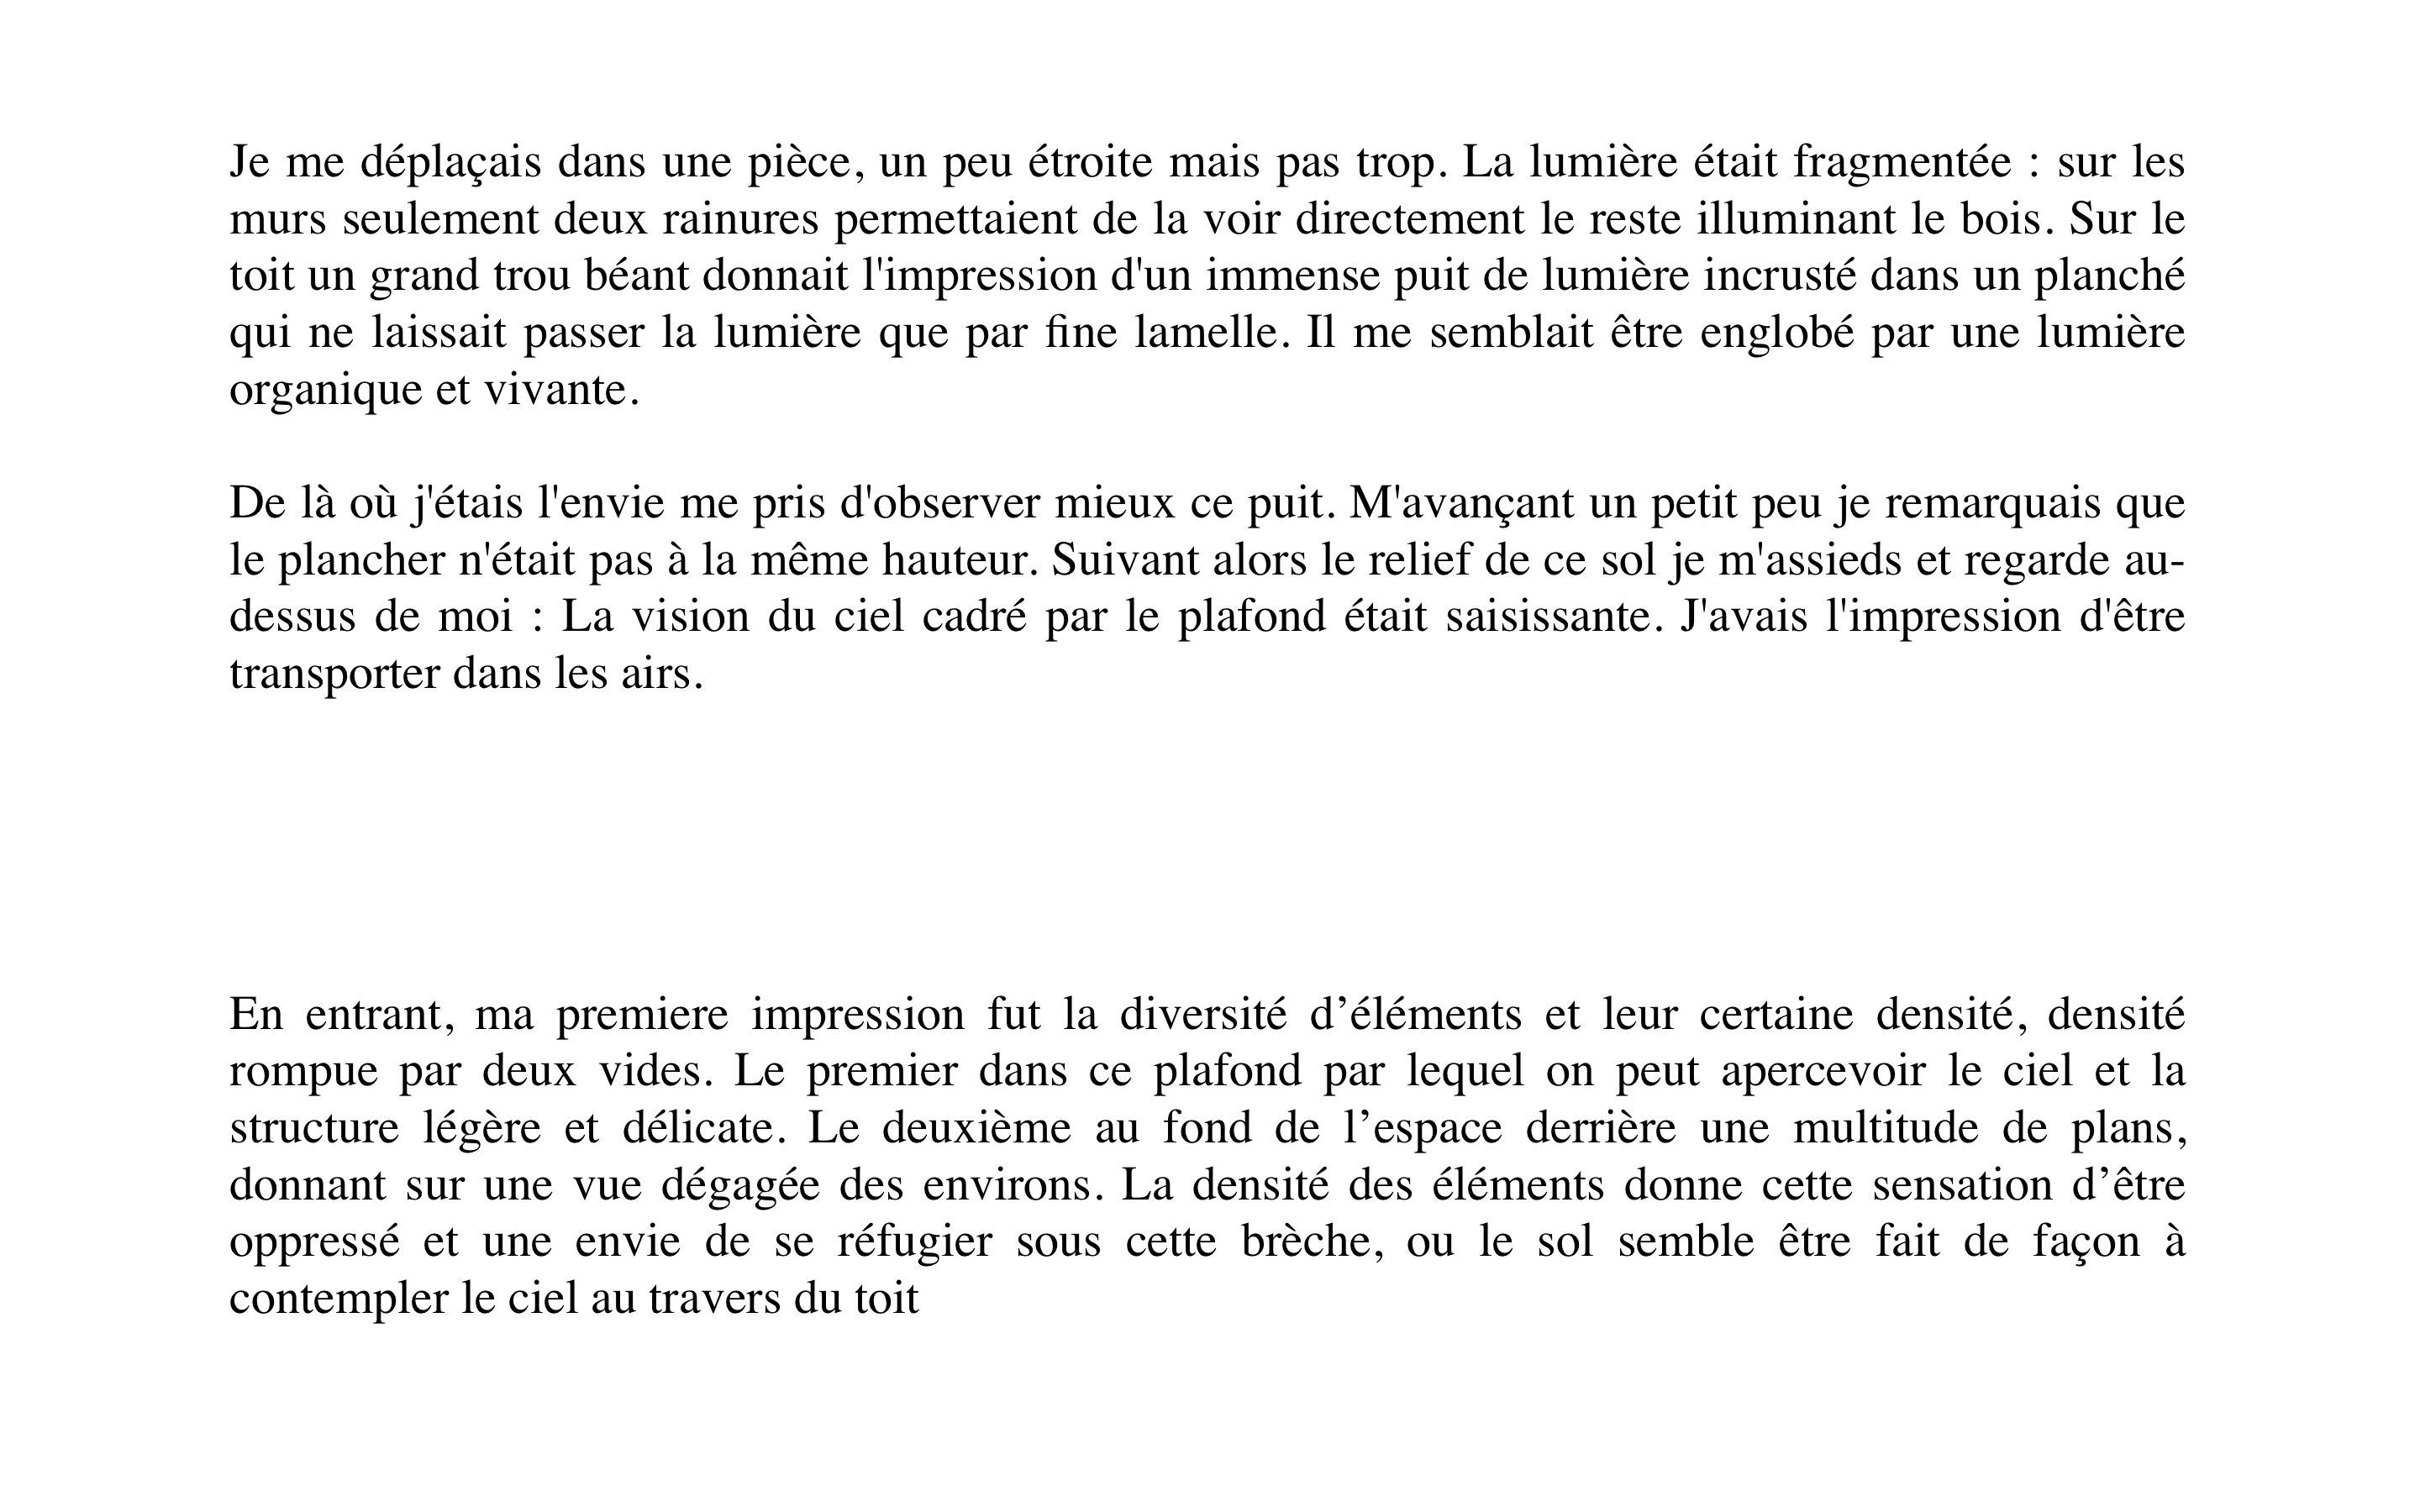 Je me déplaçais dans une pièce, un peu étroite mais pas trop. La lumière était fragmentée : sur les
murs seulement deux rainures permettaient de la voir directement le reste illuminant le bois. Sur le
toit un grand trou béant donnait l'impression d'un immense puit de lumière incrusté dans un planché
qui ne laissait passer la lumière que par fine lamelle. Il me semblait être englobé par une lumière
organique et vivante.
De là où j'étais l'envie me pris d'observer mieux ce puit. M'avançant un petit peu je remarquais que
le plancher n'était pas à la même hauteur. Suivant alors le relief de ce sol je m'assieds et regarde au-
dessus de moi : La vision du ciel cadré par le plafond était saisissante. J'avais l'impression d'être
transporter dans les airs.
En entrant, ma premiere impression fut la diversité d’éléments et leur certaine densité, densité
rompue par deux vides. Le premier dans ce plafond par lequel on peut apercevoir le ciel et la
structure légère et délicate. Le deuxième au fond de l’espace derrière une multitude de plans,
donnant sur une vue dégagée des environs. La densité des éléments donne cette sensation d’être
oppressé et une envie de se réfugier sous cette brèche, ou le sol semble être fait de façon à
contempler le ciel au travers du toit